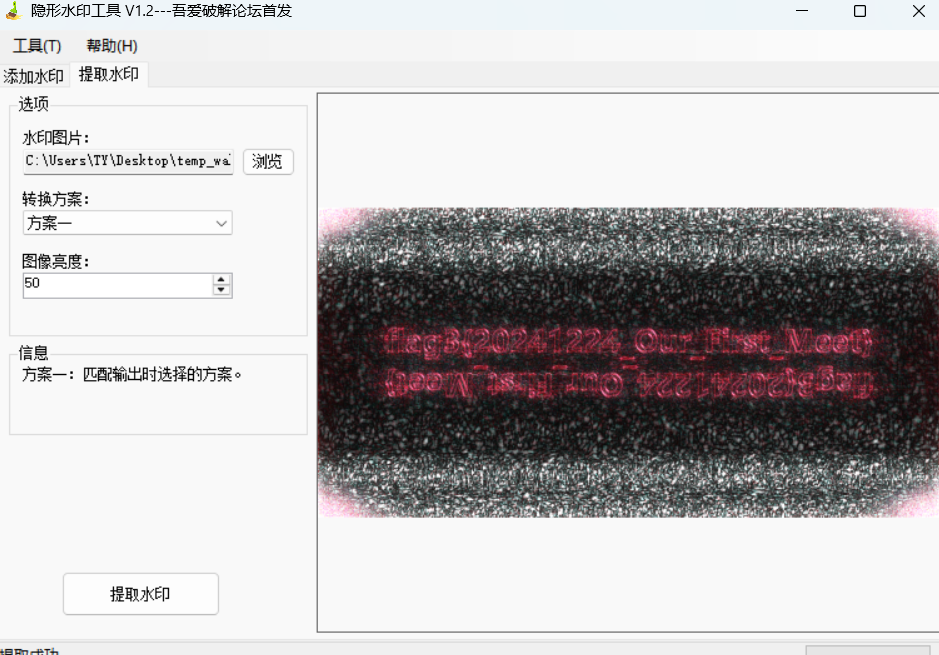 隐形水印工具 V1.2---吾爱破解论坛首发
工具(T) 帮助(H)
添加水印 提取水印
选项
水印图片：
C:\Users\TY\Desktop\temp_wa
浏览
转换方案：
方案一
图像亮度：
50
信息
方案一：匹配输出时选择的方案。
提取水印
flag3{20241224_Our_First_Meet}
flag3{20241224_Our_First_Meet}
提取成功